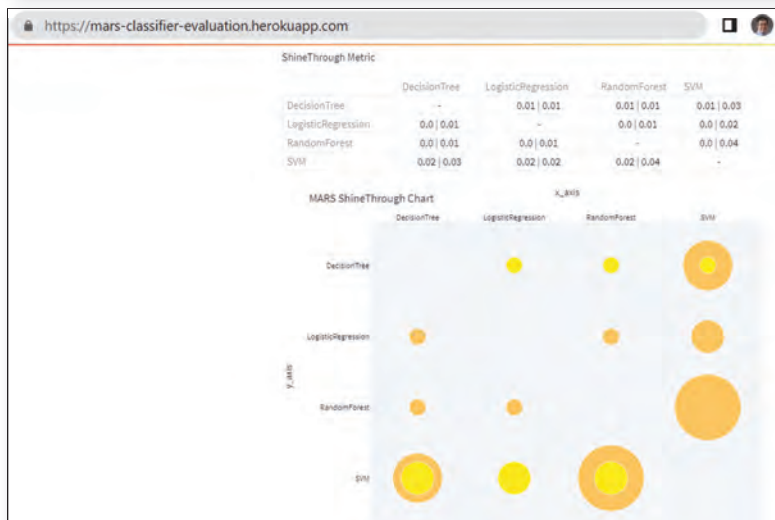 https://mars-classifier-evaluation.herokuapp.com
ShineThrough Metric
DecisionTree LogisticRegression RandomForest SVM
DecisionTree - 0.01 | 0.01 0.01 | 0.01 0.01 | 0.03
LogisticRegression 0.0 | 0.01 - 0.0 | 0.01 0.0 | 0.02
RandomForest 0.0 | 0.01 0.0 | 0.01 - 0.0 | 0.04
SVM 0.02 | 0.03 0.02 | 0.02 0.02 | 0.04 -
x_axis
MARS ShineThrough Chart
DecisionTree LogisticRegression RandomForest SVM
DecisionTree
LogisticRegression
y_axis
RandomForest
SVM